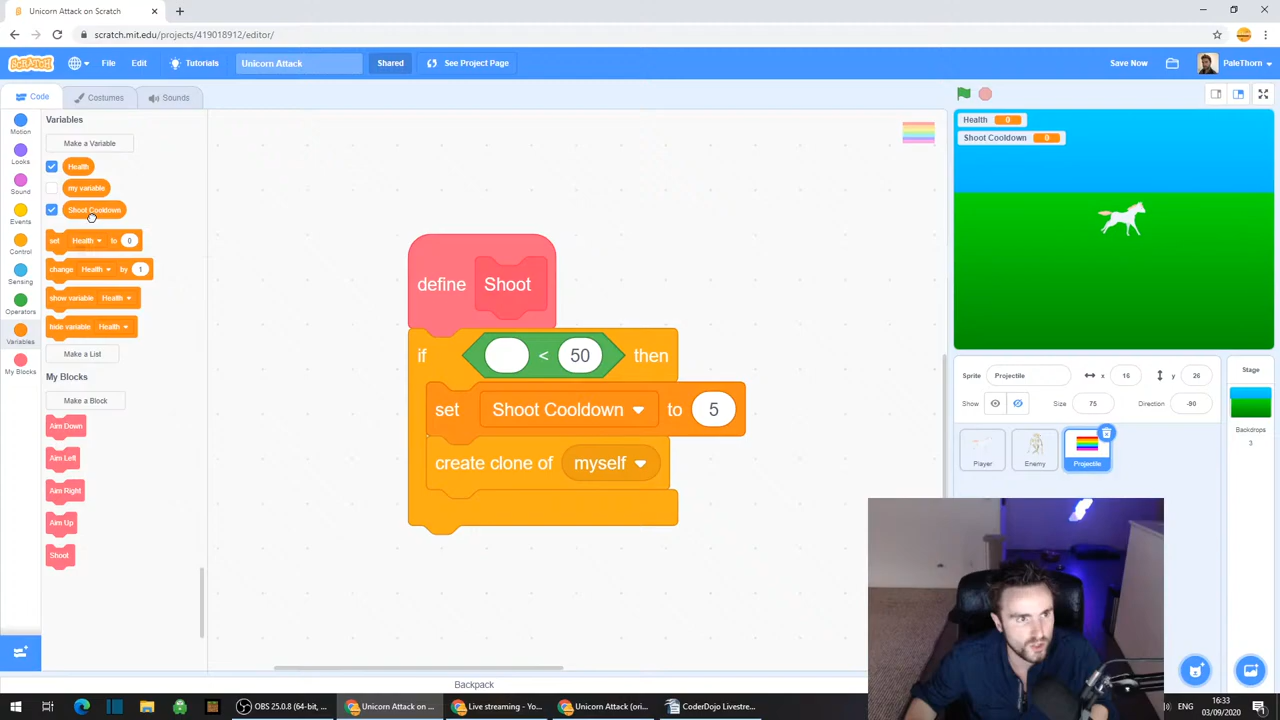 Unicorn Attack on Scratch
scratch.mit.edu/projects/419018912/editor/
SCRATCH
File
Edit
Tutorials
Unicorn Attack
Shared
See Project Page
Save Now
PaleThorn
Code
Costumes
Sounds
Motion
Looks
Sound
Events
Control
Sensing
Operators
Variables
My Blocks
Variables
Make a Variable
Health
my variable
Shoot Cooldown
set Health to 0
change Health by 1
show variable Health
hide variable Health
Make a List
My Blocks
Make a Block
Aim Down
Aim Left
Aim Right
Aim Up
Shoot
define Shoot
if < 50 then
set Shoot Cooldown to 5
create clone of myself
Health 0
Shoot Cooldown 0
Sprite Projectile x 16 y 26
Show Size 75 Direction -90
Player
Enemy
Projectile
Stage
Backdrops
3
Backpack
OBS 25.0.8 (64-bit, ...
Unicorn Attack on ...
Live streaming - Yo...
Unicorn Attack (ori...
CoderDojo Livestre...
16:33
03/09/2020